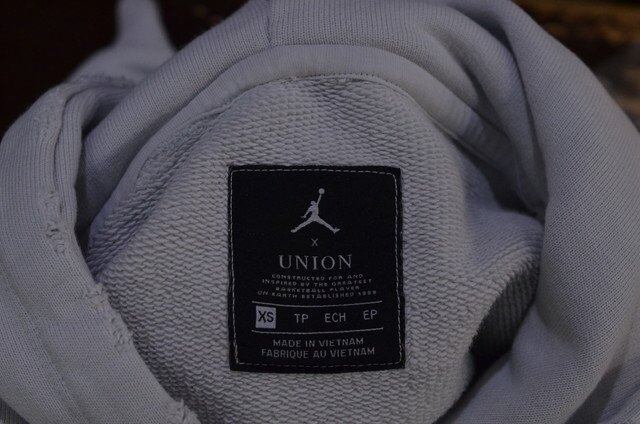 X
UNION
CONSTRUCTED FOR AND
INSPIRED BY THE GREATEST
BASKETBALL PLAYER
ON EARTH ESTABLISHED 1985
XS TP ECH EP
MADE IN VIETNAM
FABRIQUE AU VIETNAM